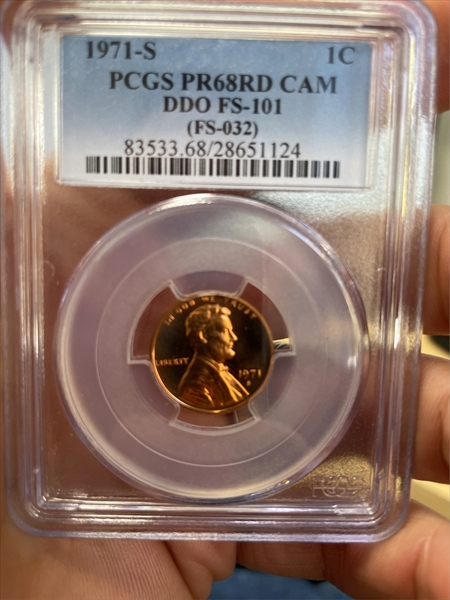 1971-S 1C
PCGS PR68RD CAM
DDO FS-101
(FS-032)
83533.68/28651124
IN GOD WE TRUST
LIBERTY
1971
S
PCGS